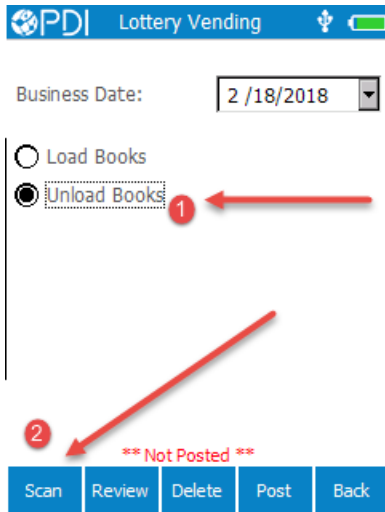 PDI Lottery Vending
Business Date: 2 /18/2018
Load Books
Unload Books
1
2
** Not Posted **
Scan Review Delete Post Back